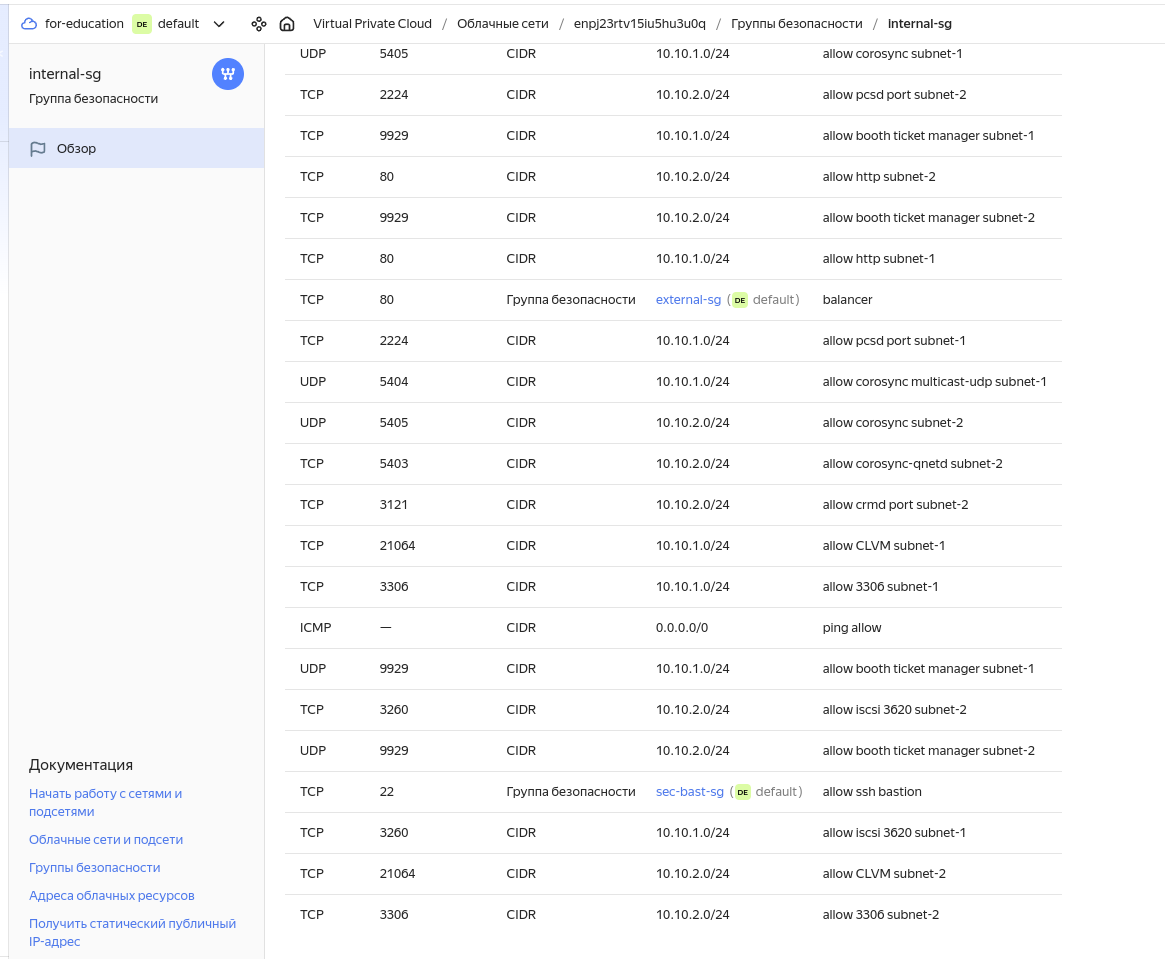 for-education DE default Virtual Private Cloud / Облачные сети / enpj23rtv15iu5hu3u0q / Группы безопасности / internal-sg
internal-sg
Группа безопасности
Обзор
UDP 5405 CIDR 10.10.1.0/24 allow corosync subnet-1
TCP 2224 CIDR 10.10.2.0/24 allow pcsd port subnet-2
TCP 9929 CIDR 10.10.1.0/24 allow booth ticket manager subnet-1
TCP 80 CIDR 10.10.2.0/24 allow http subnet-2
TCP 9929 CIDR 10.10.2.0/24 allow booth ticket manager subnet-2
TCP 80 CIDR 10.10.1.0/24 allow http subnet-1
TCP 80 Группа безопасности external-sg (DE default) balancer
TCP 2224 CIDR 10.10.1.0/24 allow pcsd port subnet-1
UDP 5404 CIDR 10.10.1.0/24 allow corosync multicast-udp subnet-1
UDP 5405 CIDR 10.10.2.0/24 allow corosync subnet-2
TCP 5403 CIDR 10.10.2.0/24 allow corosync-qnetd subnet-2
TCP 3121 CIDR 10.10.2.0/24 allow crmd port subnet-2
TCP 21064 CIDR 10.10.1.0/24 allow CLVM subnet-1
TCP 3306 CIDR 10.10.1.0/24 allow 3306 subnet-1
ICMP — CIDR 0.0.0.0/0 ping allow
UDP 9929 CIDR 10.10.1.0/24 allow booth ticket manager subnet-1
TCP 3260 CIDR 10.10.2.0/24 allow iscsi 3620 subnet-2
UDP 9929 CIDR 10.10.2.0/24 allow booth ticket manager subnet-2
TCP 22 Группа безопасности sec-bast-sg (DE default) allow ssh bastion
TCP 3260 CIDR 10.10.1.0/24 allow iscsi 3620 subnet-1
TCP 21064 CIDR 10.10.2.0/24 allow CLVM subnet-2
TCP 3306 CIDR 10.10.2.0/24 allow 3306 subnet-2
Документация
Начать работу с сетями и
подсетями
Облачные сети и подсети
Группы безопасности
Адреса облачных ресурсов
Получить статический публичный
IP-адрес